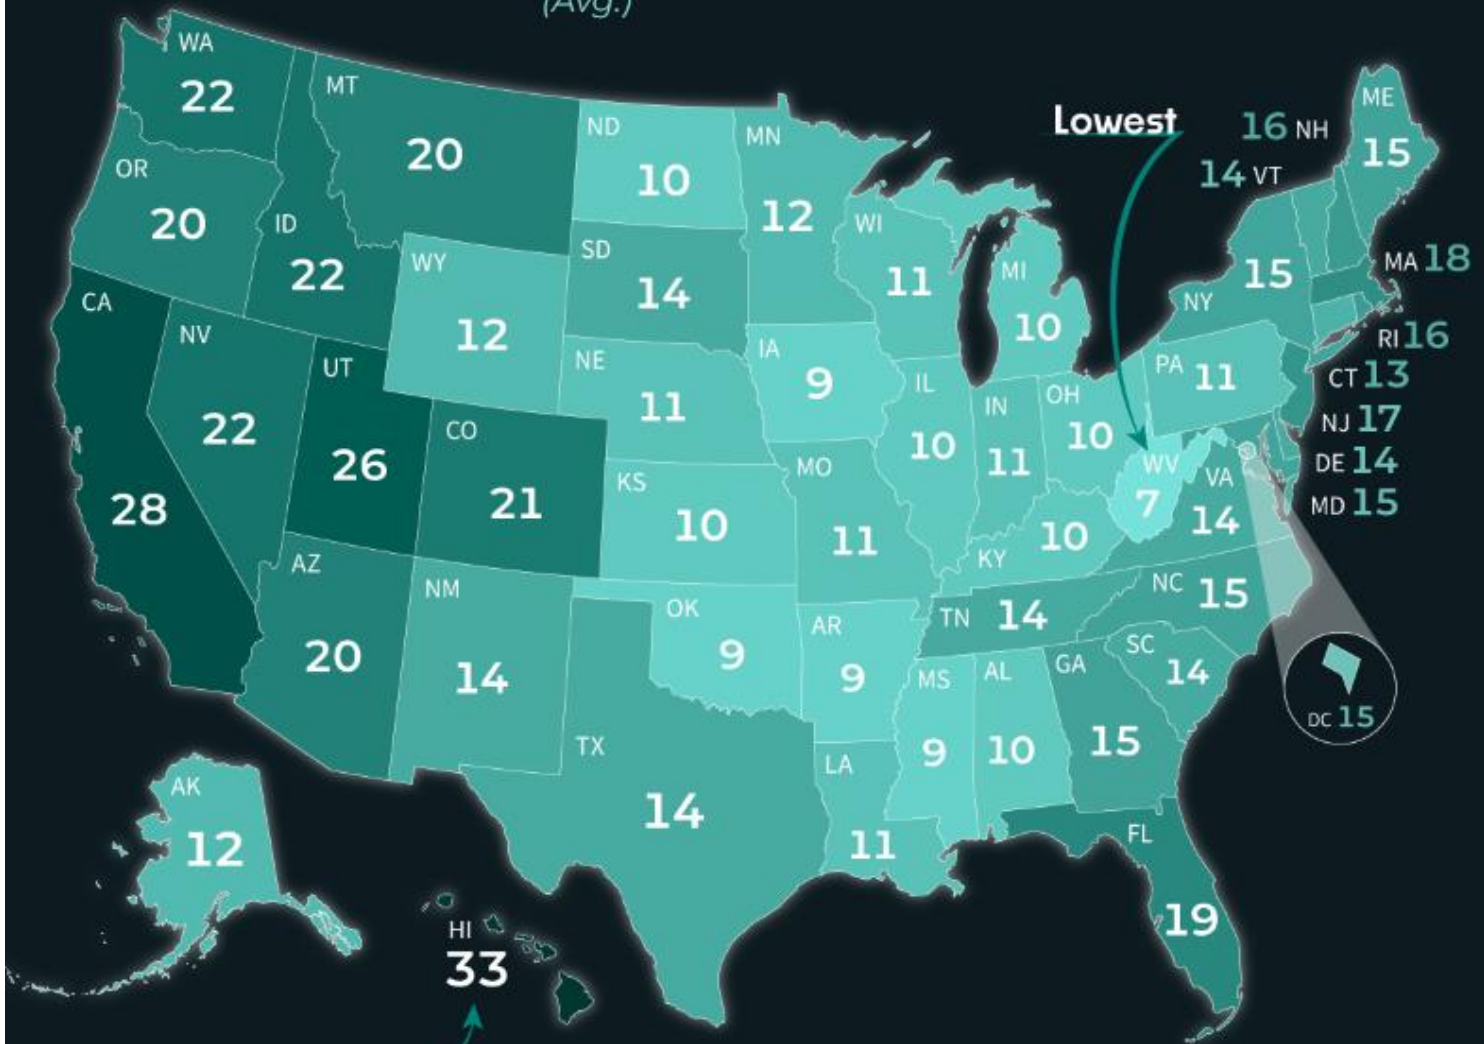 (Avg.)
WA
22
MT
20
ND
10
MN
12
Lowest
16 NH
14 VT
ME
15
OR
20
ID
22
WY
12
SD
14
WI
11
MI
10
NY
15
MA 18
RI 16
CT 13
NJ 17
DE 14
MD 15
CA
28
NV
22
UT
26
CO
21
NE
11
IA
9
IL
10
IN
11
OH
10
PA 11
WV
7
VA
14
KS
10
MO
11
KY 10
AZ
20
NM
14
OK
9
AR
9
TN 14
NC 15
SC
14
MS
9
AL
10
GA
15
DC 15
TX
14
LA
11
FL
19
AK
12
HI
33